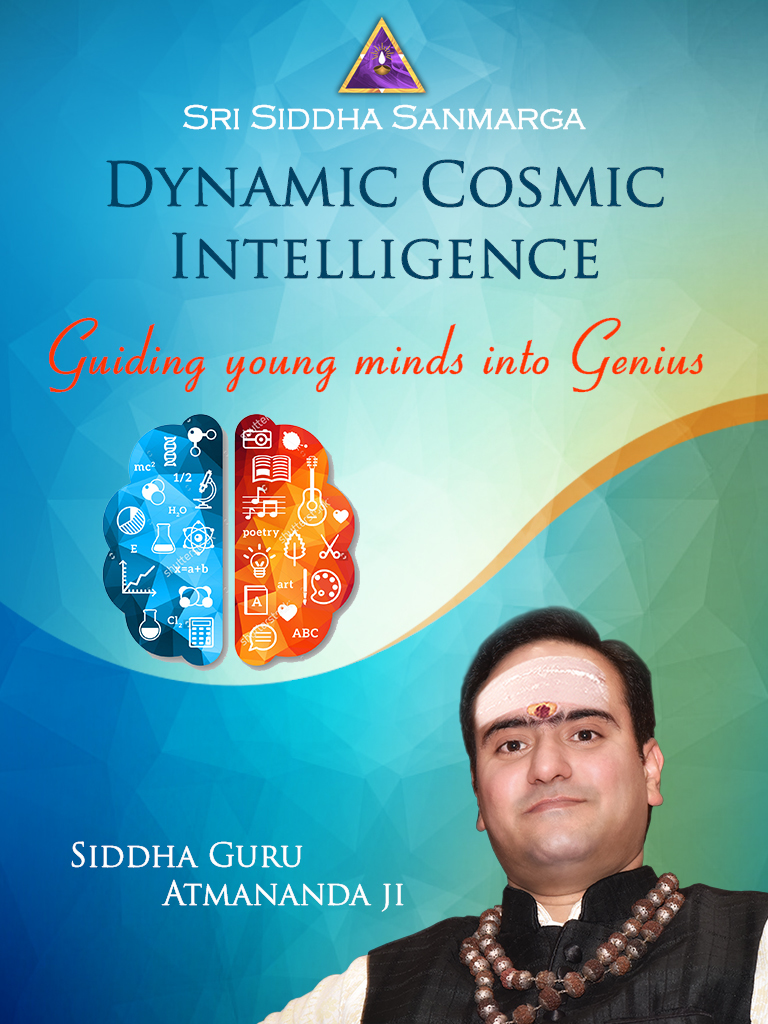 SRI SIDDHA SANMARGA
DYNAMIC COSMIC
INTELLIGENCE
Guiding young minds into Genius
mc²
1/2
H₂O
E
x=a+b
Cl₂
poetry
art
A
ABC
SIDDHA GURU
ATMANANDA JI